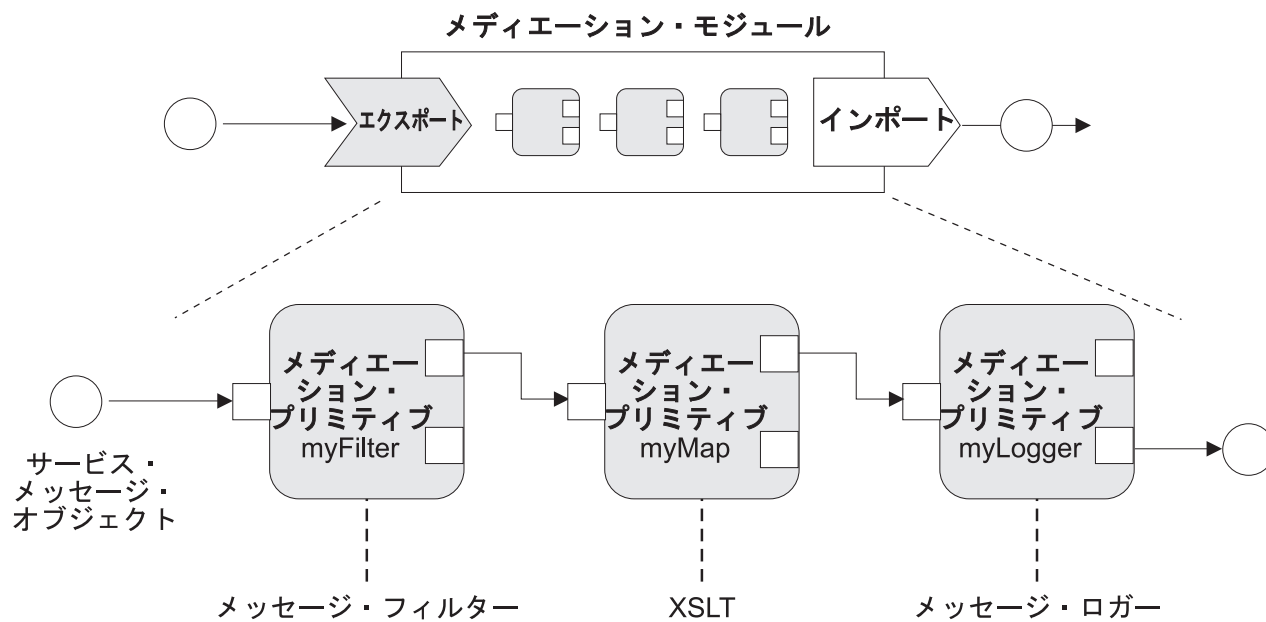 メディエーション・モジュール
エクスポート
インポート
メディエー
ション・
プリミティブ
myFilter
メディエー
ション・
プリミティブ
myMap
メディエー
ション・
プリミティブ
myLogger
サービス・
メッセージ・
オブジェクト
メッセージ・フィルター
XSLT
メッセージ・ロガー